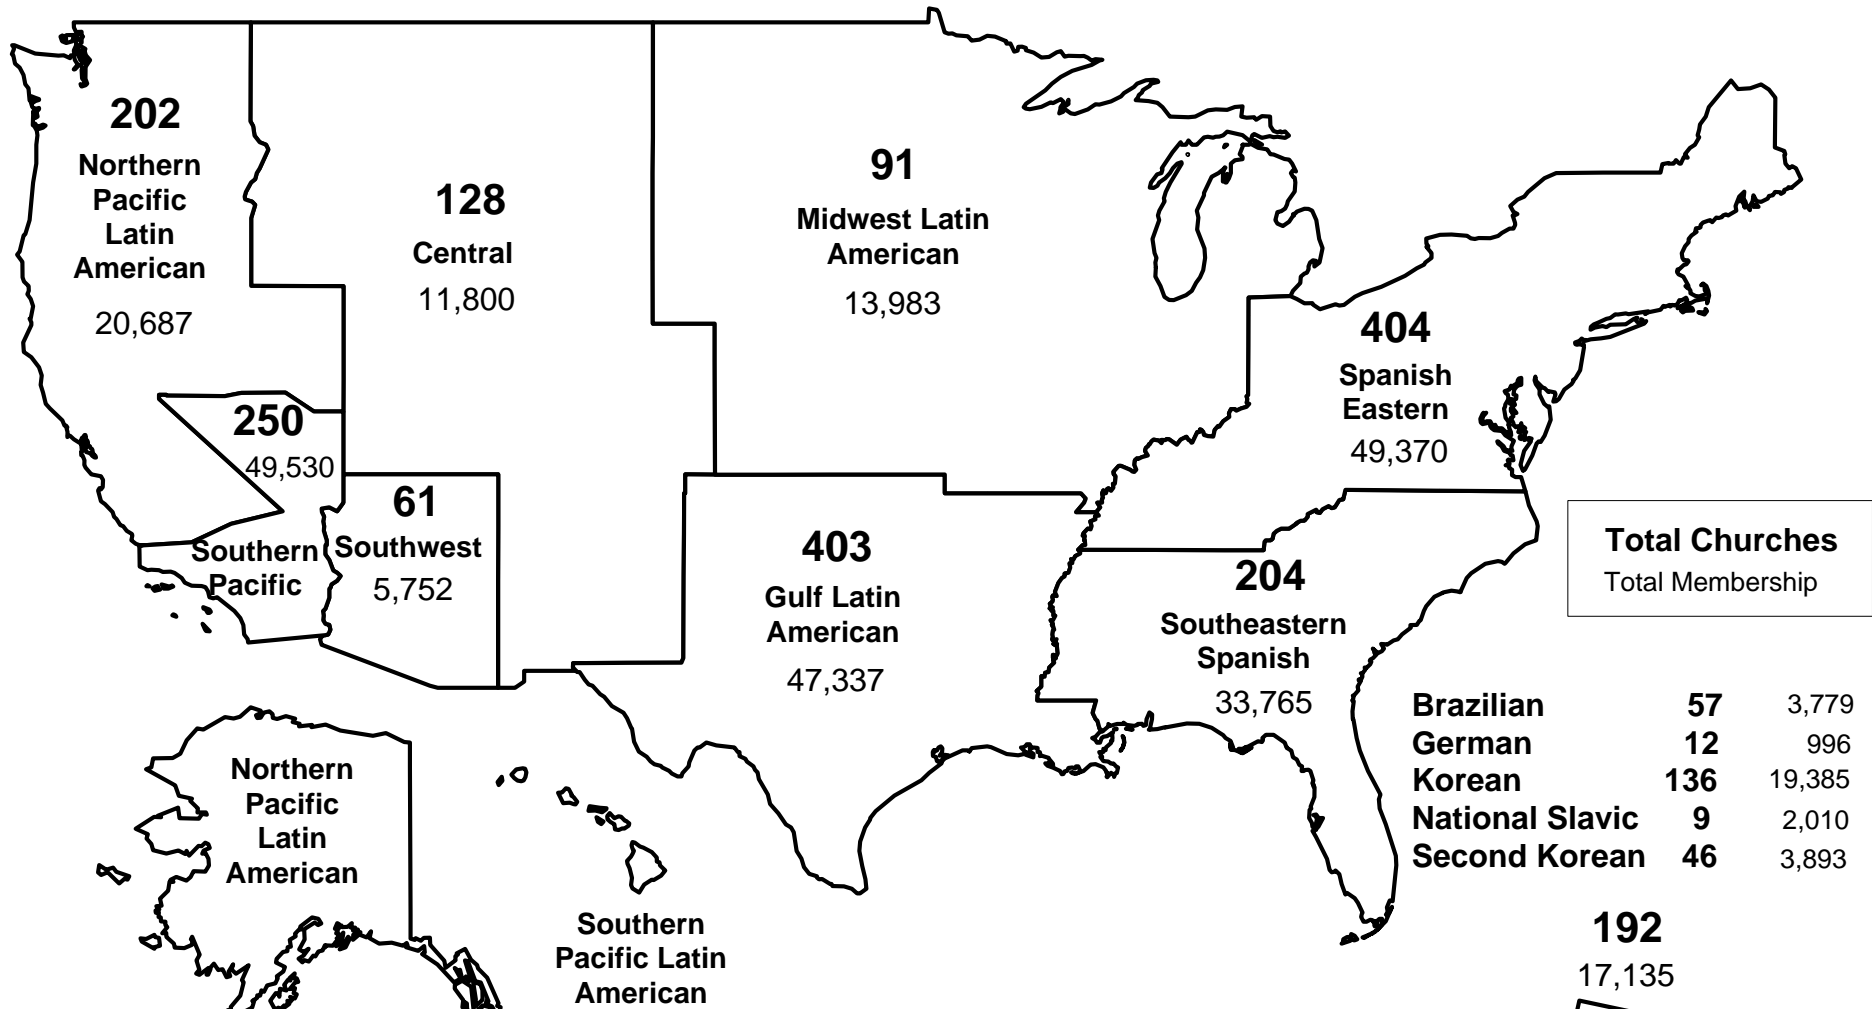 202
Northern
Pacific
Latin
American
20,687
128
Central
11,800
91
Midwest Latin
American
13,983
404
Spanish
Eastern
49,370
250
49,530
Southern
Pacific
61
Southwest
5,752
403
Gulf Latin
American
47,337
204
Southeastern
Spanish
33,765
Total Churches
Total Membership
Brazilian 57 3,779
German 12 996
Korean 136 19,385
National Slavic 9 2,010
Second Korean 46 3,893
Northern
Pacific
Latin
American
Southern
Pacific Latin
American
192
17,135